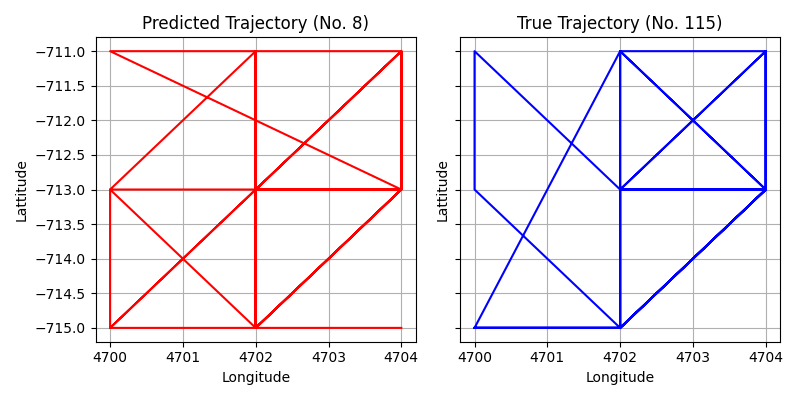 Predicted Trajectory (No. 8)
Lattitude
−711.0
−711.5
−712.0
−712.5
−713.0
−713.5
−714.0
−714.5
−715.0
4700 4701 4702 4703 4704
Longitude
True Trajectory (No. 115)
Lattitude
4700 4701 4702 4703 4704
Longitude